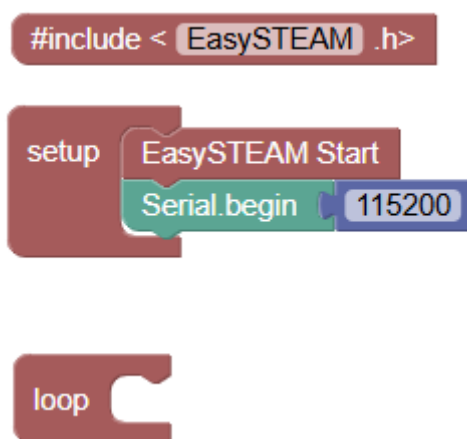 #include < EasySTEAM .h>
setup EasySTEAM Start
Serial.begin 115200
loop